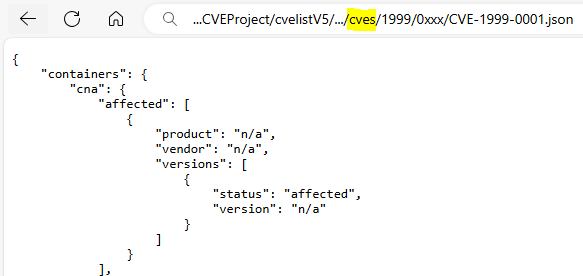 ...CVEProject/cvelistV5/.../cves/1999/0xxx/CVE-1999-0001.json
{
    "containers": {
        "cna": {
            "affected": [
                {
                    "product": "n/a",
                    "vendor": "n/a",
                    "versions": [
                        {
                            "status": "affected",
                            "version": "n/a"
                        }
                    ]
                }
            ],